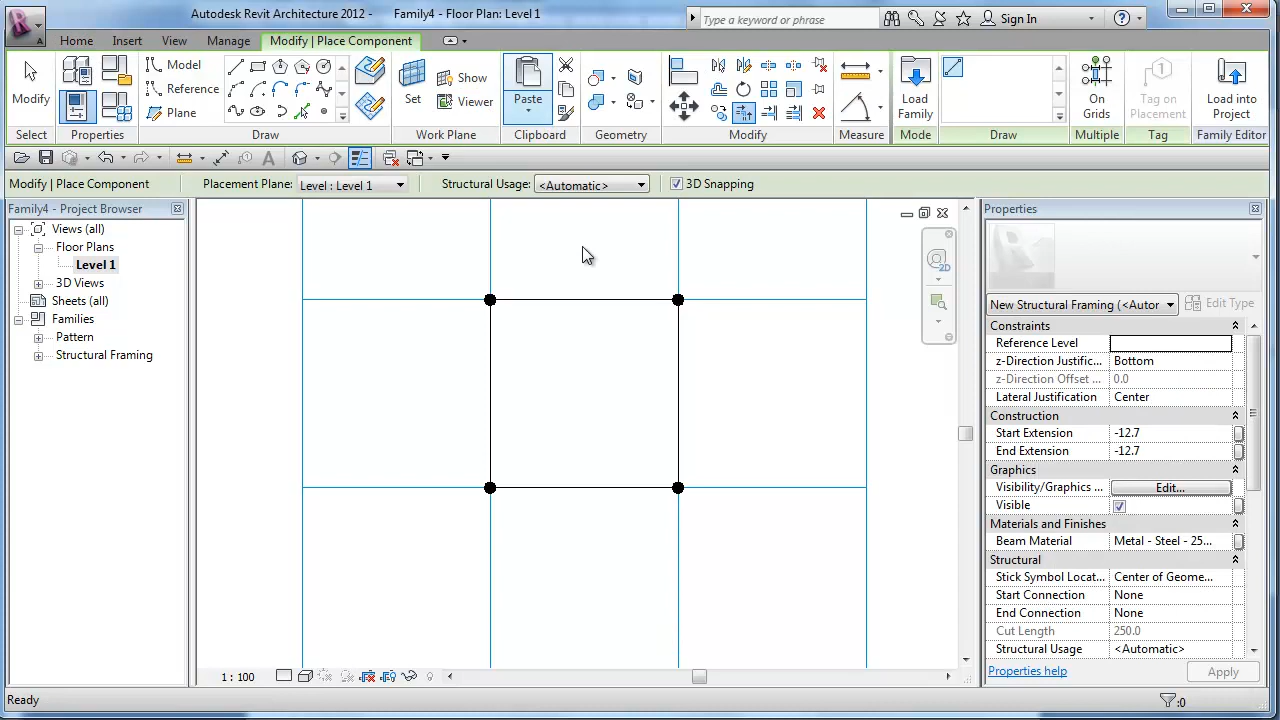 Autodesk Revit Architecture 2012 - Family4 - Floor Plan: Level 1
Type a keyword or phrase
Sign In
Home Insert View Manage Modify | Place Component
Modify
Model
Reference
Plane
Set
Show
Viewer
Paste
Load Family
On Grids
Tag on Placement
Load into Project
Select Properties Draw Work Plane Clipboard Geometry Modify Measure Mode Draw Multiple Tag Family Editor
Modify | Place Component Placement Plane: Level : Level 1 Structural Usage: <Automatic> 3D Snapping
Family4 - Project Browser
Views (all)
Floor Plans
Level 1
3D Views
Sheets (all)
Families
Pattern
Structural Framing
2D
Properties
New Structural Framing (<Autor Edit Type
Constraints
Reference Level
z-Direction Justific... Bottom
z-Direction Offset ... 0.0
Lateral Justification Center
Construction
Start Extension -12.7
End Extension -12.7
Graphics
Visibility/Graphics ... Edit...
Visible
Materials and Finishes
Beam Material Metal - Steel - 25...
Structural
Stick Symbol Locat... Center of Geome...
Start Connection None
End Connection None
Cut Length 250.0
Structural Usage <Automatic>
Properties help Apply
1 : 100
Ready :0